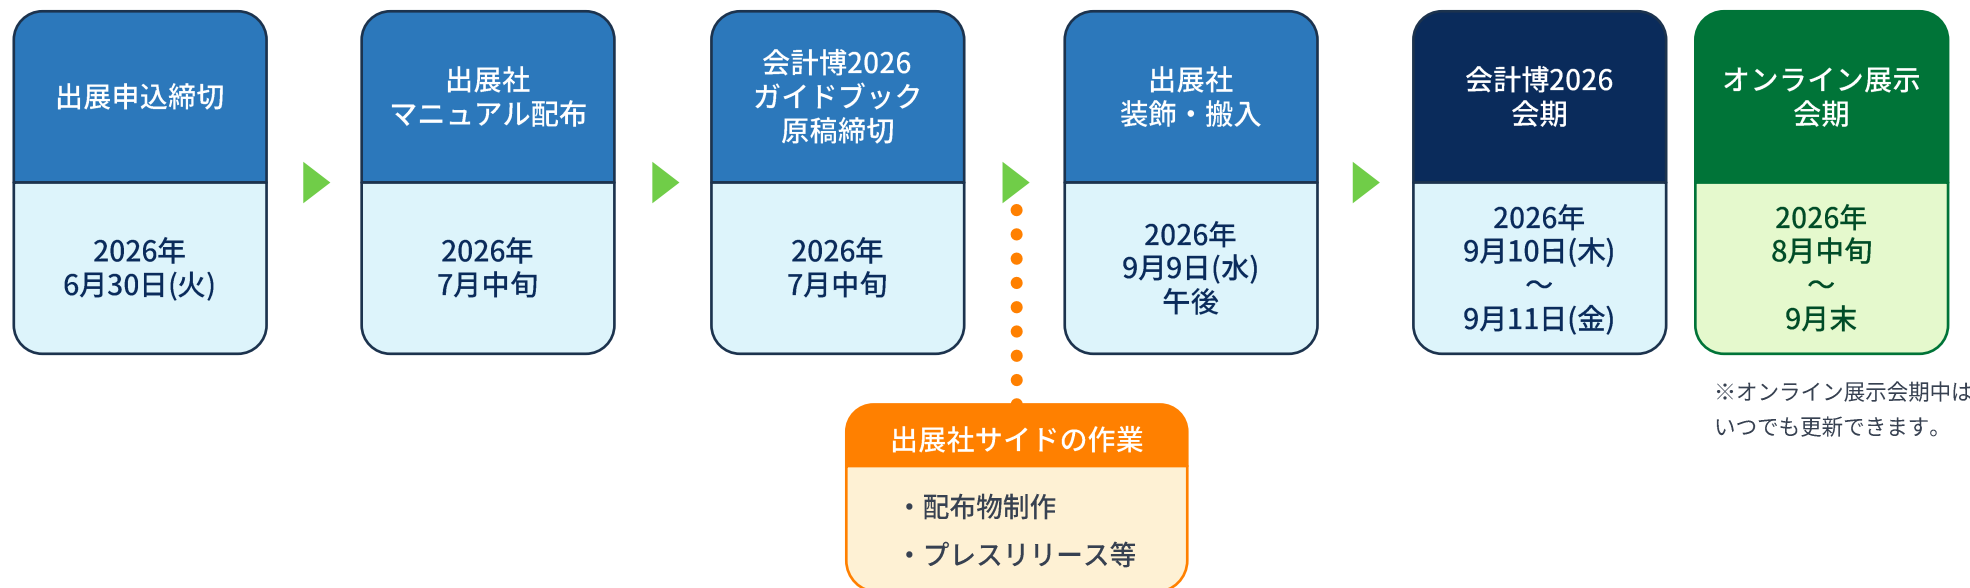 出展申込締切
2026年
6月30日(火)
出展社
マニュアル配布
2026年
7月中旬
会計博2026
ガイドブック
原稿締切
2026年
7月中旬
出展社
装飾・搬入
2026年
9月9日(水)
午後
会計博2026
会期
2026年
9月10日(木)
～
9月11日(金)
オンライン展示
会期
2026年
8月中旬
～
9月末
※オンライン展示会期中は
いつでも更新できます。
出展社サイドの作業
・配布物制作
・プレスリリース等